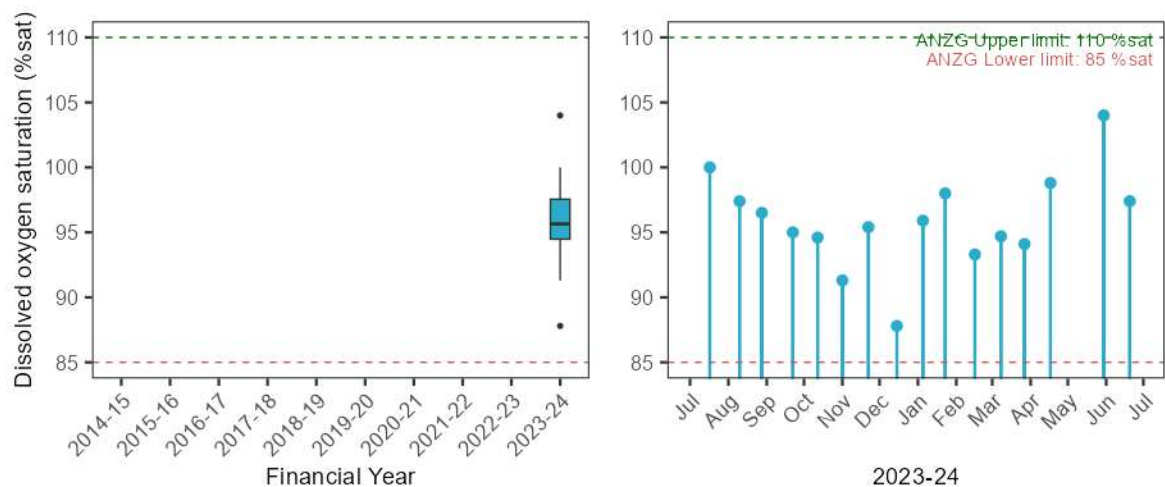 Dissolved oxygen saturation (%sat)
110
105
100
95
90
85
2014-15
2015-16
2016-17
2017-18
2018-19
2019-20
2020-21
2021-22
2022-23
2023-24
Financial Year
ANZG Upper limit: 110 %sat
ANZG Lower limit: 85 %sat
110
105
100
95
90
85
Jul
Aug
Sep
Oct
Nov
Dec
Jan
Feb
Mar
Apr
May
Jun
Jul
2023-24